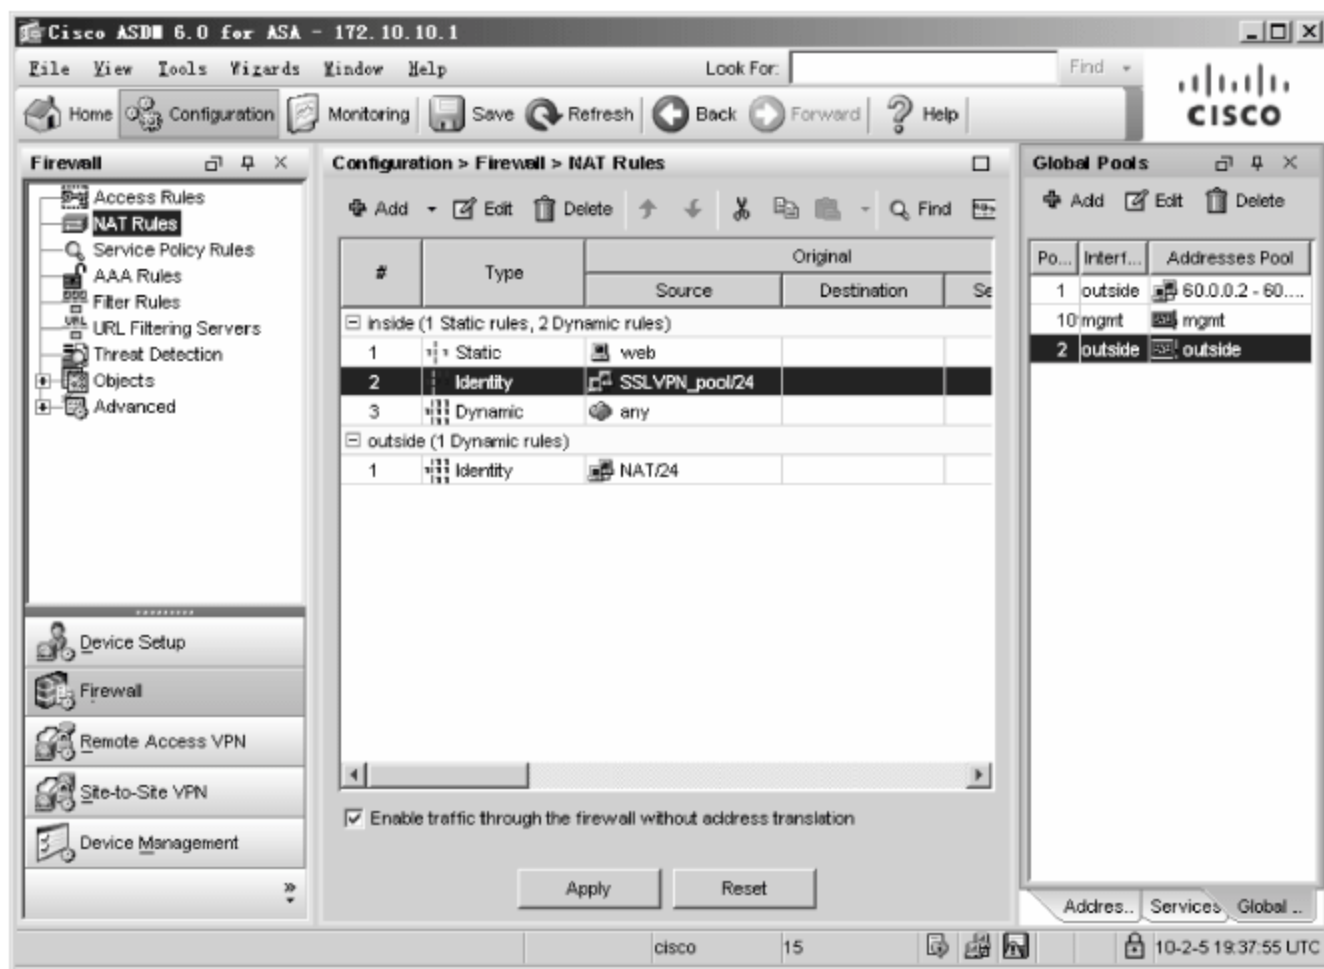 Cisco ASDM 6.0 for ASA - 172.10.10.1
File View Tools Wizards Window Help Look For: Find
Home Configuration Monitoring Save Refresh Back Forward Help
CISCO
Firewall
Access Rules
NAT Rules
Service Policy Rules
AAA Rules
Filter Rules
URL Filtering Servers
Threat Detection
Objects
Advanced
Device Setup
Firewall
Remote Access VPN
Site-to-Site VPN
Device Management
Configuration > Firewall > NAT Rules
Add Edit Delete Find
# Type Original
Source Destination Se
inside (1 Static rules, 2 Dynamic rules)
1 Static web
2 Identity SSLVPN_pool/24
3 Dynamic any
outside (1 Dynamic rules)
1 Identity NAT/24
Enable traffic through the firewall without address translation
Apply Reset
Global Pools
Add Edit Delete
Po... Interf... Addresses Pool
1 outside 60.0.0.2 - 60....
10 mgmt mgmt
2 outside outside
Addres.. Services Global ..
cisco 15 10-2-5 19:37:55 UTC